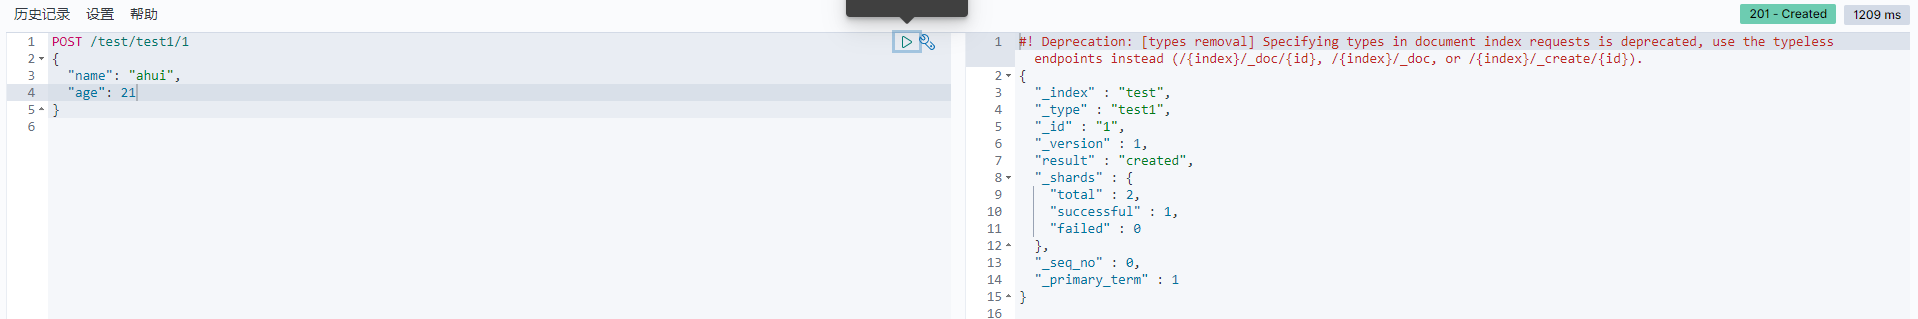 历史记录 设置 帮助
201 - Created 1209 ms
1 POST /test/test1/1
2 {
3 "name": "ahui",
4 "age": 21
5 }
6
1 #! Deprecation: [types removal] Specifying types in document index requests is deprecated, use the typeless
endpoints instead (/{index}/_doc/{id}, /{index}/_doc, or /{index}/_create/{id}).
2 {
3 "_index" : "test",
4 "_type" : "test1",
5 "_id" : "1",
6 "_version" : 1,
7 "result" : "created",
8 "_shards" : {
9 "total" : 2,
10 "successful" : 1,
11 "failed" : 0
12 },
13 "_seq_no" : 0,
14 "_primary_term" : 1
15 }
16